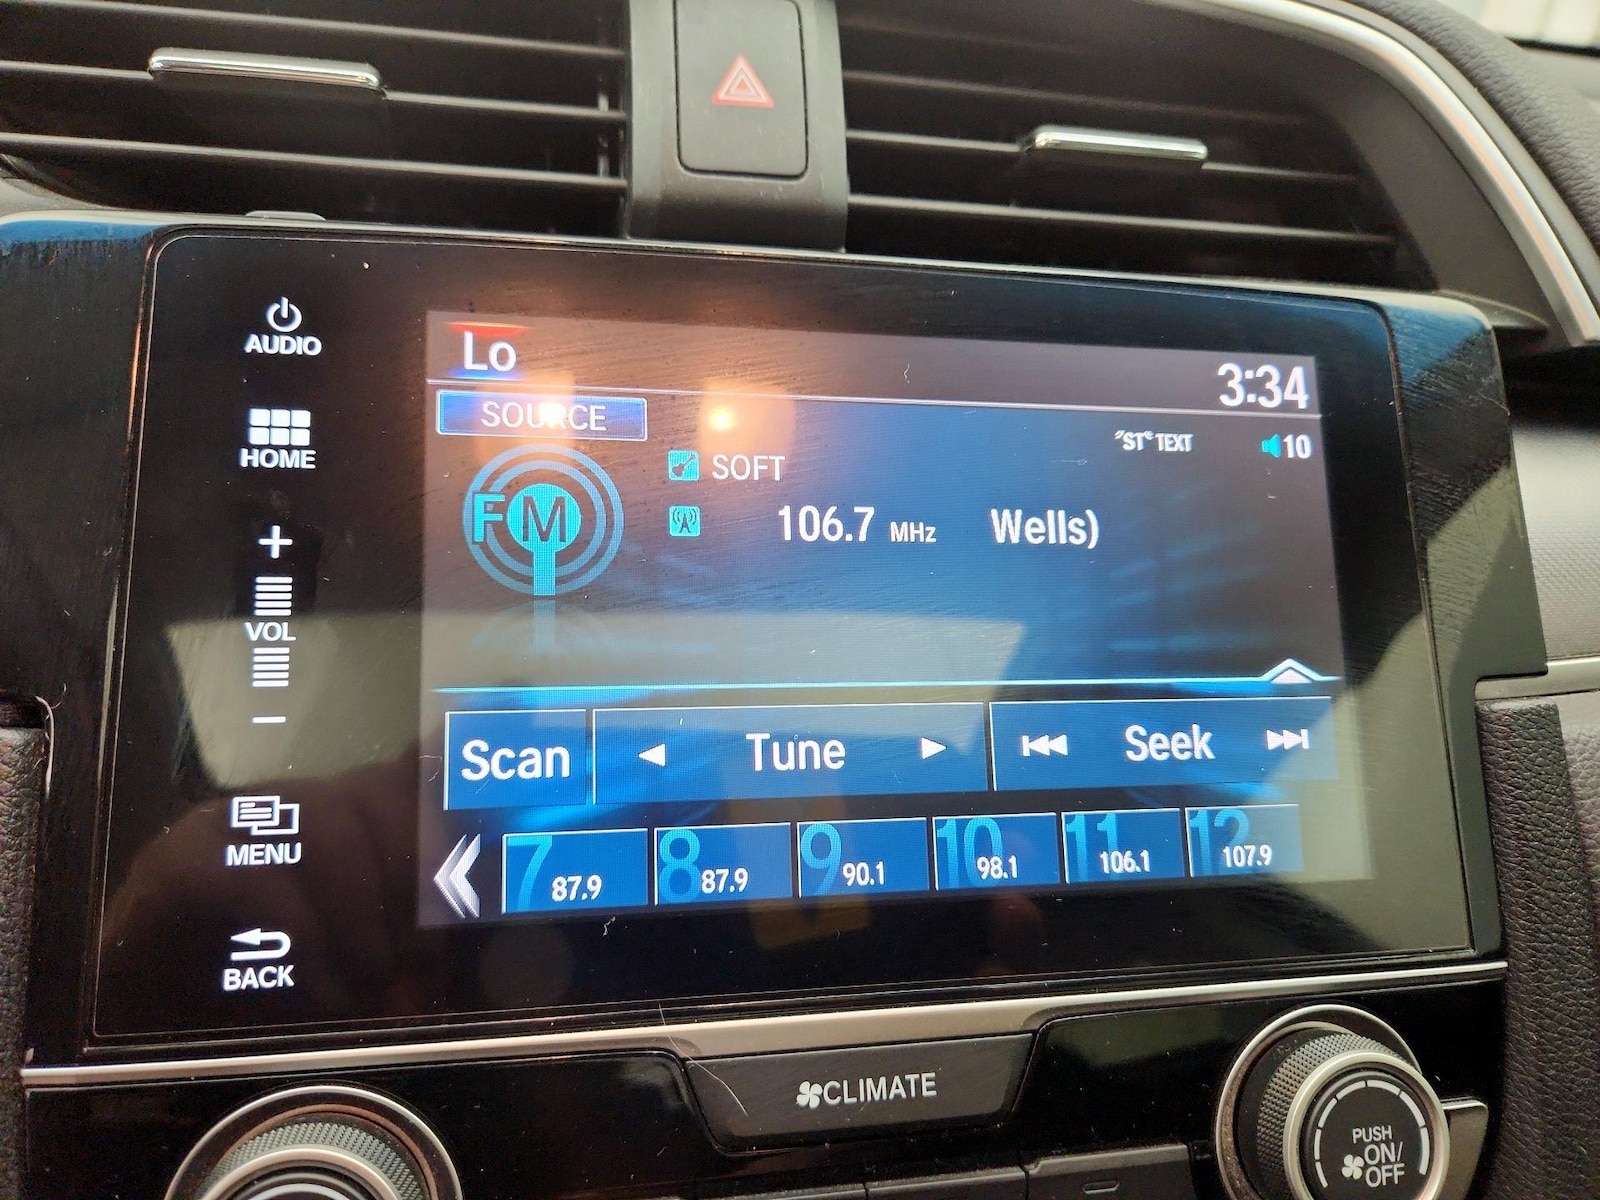 AUDIO
HOME
+
VOL
−
MENU
BACK
Lo
3:34
SOURCE
"ST" TEXT
10
FM
SOFT
106.7 MHz Wells)
Scan
Tune
Seek
7 87.9
8 87.9
9 90.1
10 98.1
11 106.1
12 107.9
CLIMATE
PUSH
ON/
OFF